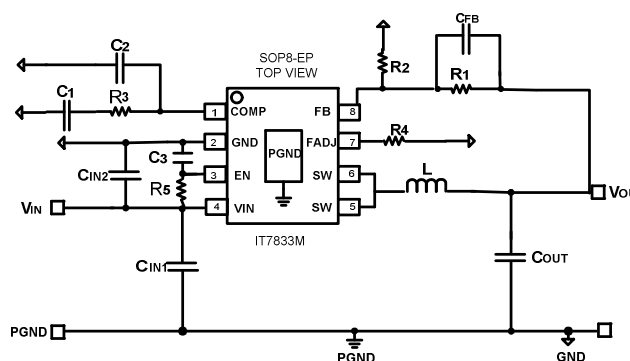 CFB
C2
SOP8-EP
TOP VIEW
R2
R1
C1
R3
1
COMP
FB
8
2
GND
FADJ
7
R4
C3
PGND
CIN2
3
EN
SW
6
L
R5
VIN
4
VIN
SW
5
VOU
IT7833M
CIN1
COUT
PGND
PGND
GND